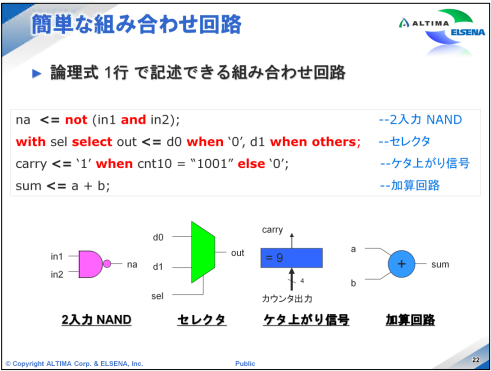 簡単な組み合わせ回路
ALTIMA
ELSENA
▶ 論理式 1行 で記述できる組み合わせ回路
na <= not (in1 and in2); --2入力 NAND
with sel select out <= d0 when ‘0’, d1 when others; --セレクタ
carry <= ‘1’ when cnt10 = “1001” else ‘0’; --ケタ上がり信号
sum <= a + b; --加算回路
in1
in2
na
2入力 NAND
d0
d1
sel
out
セレクタ
carry
= 9
4
カウンタ出力
ケタ上がり信号
a
b
+
sum
加算回路
© Copyright ALTIMA Corp. & ELSENA, Inc.
Public
22